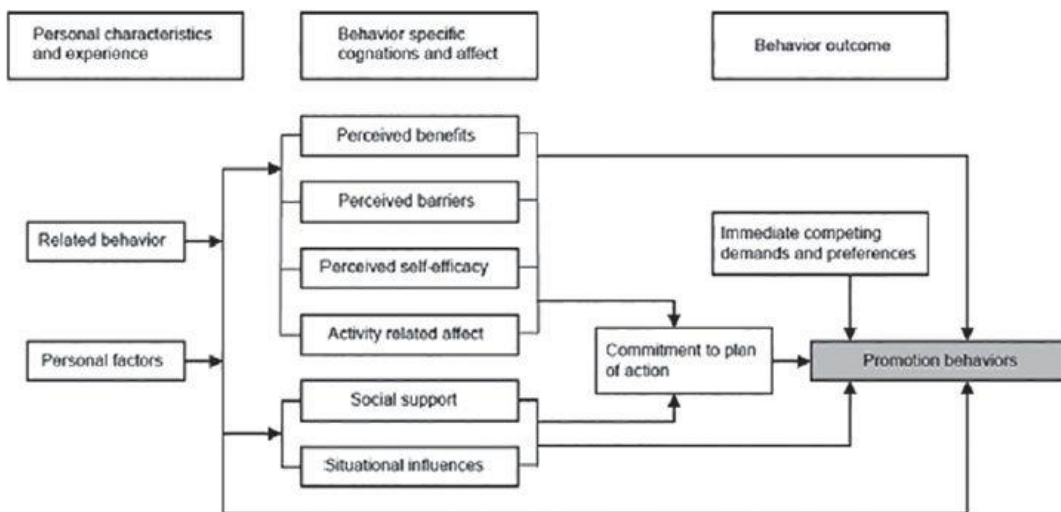 Personal characteristics
and experience
Behavior specific
cognations and affect
Behavior outcome
Perceived benefits
Perceived barriers
Related behavior
Immediate competing
demands and preferences
Perceived self-efficacy
Activity related affect
Personal factors
Commitment to plan
of action
Promotion behaviors
Social support
Situational influences